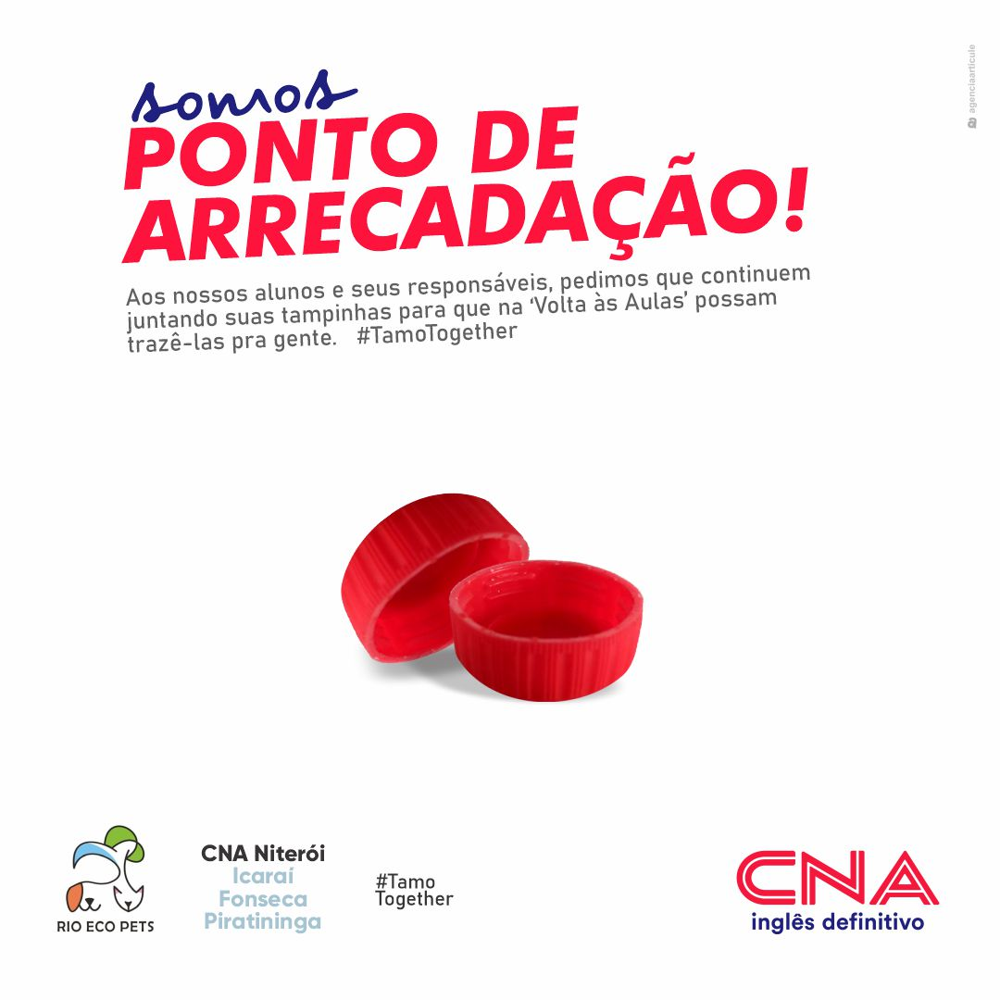 somos
PONTO DE
ARRECADAÇÃO!
Aos nossos alunos e seus responsáveis, pedimos que continuem
juntando suas tampinhas para que na ‘Volta às Aulas’ possam
trazê-las pra gente. #TamoTogether
agenciaarticule
RIO ECO PETS
CNA Niterói
Icaraí
Fonseca
Piratininga
#Tamo
Together
CNA
inglês definitivo